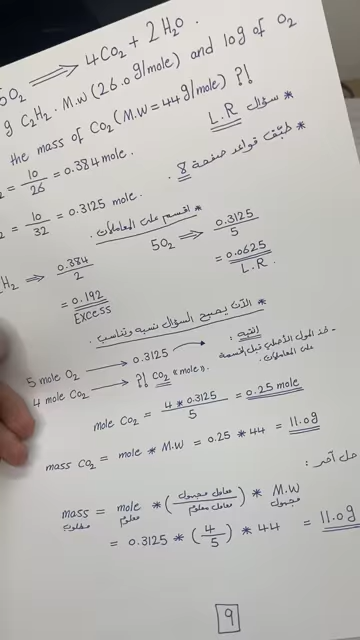 5O₂ ⟹ 4CO₂ + 2H₂O.
g C₂H₂ . M.W (26.0 g/mole) and 10g of O₂
the mass of CO₂ (M.W = 44 g/mole) ?!
* سؤال L.R
₂ = 10/26 = 0.384 mole.
* طبّق قواعد صفحة 8.
₂ = 10/32 = 0.3125 mole.
* اقسم على المعاملات.
H₂ ⟹ 0.384/2
5O₂ ⟹ 0.3125/5
= 0.192
Excess
= 0.0625
L.R.
* الآن يصبح السؤال نسبة وتناسب.
انتبه:
- خذ المول الأصلي قبل القسمة
على المعاملات.
5 mole O₂ ⟶ 0.3125
4 mole CO₂ ⟶ ?! CO₂ «mole».
mole CO₂ = 4 * 0.3125/5 = 0.25 mole
mass CO₂ = mole * M.W = 0.25 * 44 = 11.0g
حل آخر:
mass = mole * (معامل مجهول/معامل معلوم) * M.W
مطلوب معلوم مجهول
= 0.3125 * (4/5) * 44 = 11.0g
9